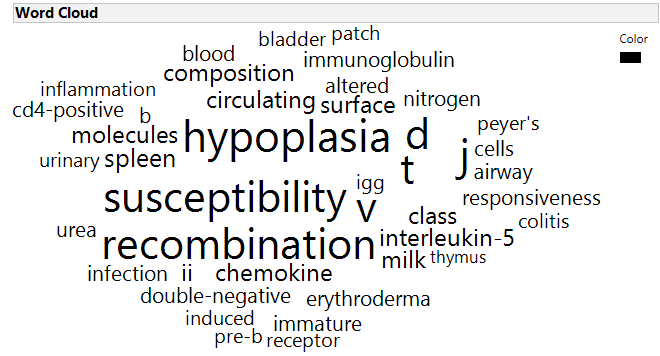 Word Cloud
Color
bladder patch
blood immunoglobulin
composition altered
inflammation circulating surface nitrogen
cd4-positive b
molecules hypoplasia d peyer's
t j cells
urinary spleen airway
igg
susceptibility v responsiveness
class colitis
urea recombination interleukin-5
milk thymus
infection ii chemokine
double-negative erythroderma
induced immature
pre-b receptor